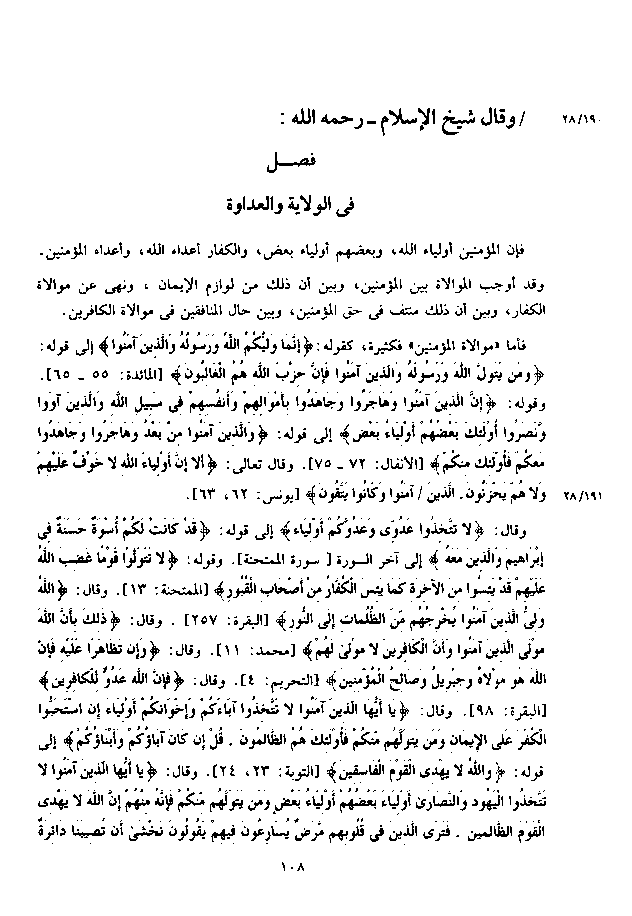 ٢٨/١٩٠ / وقال شيخ الإسلام ـ رحمه الله :
فصــل
فى الولاية والعداوة
فإن المؤمنين أولياء الله، وبعضهم أولياء بعض، والكفار أعداء الله، وأعداء المؤمنين.
وقد أوجب الموالاة بين المؤمنين، وبين أن ذلك من لوازم الإيمان ، ونهى عن موالاة
الكفار، وبين أن ذلك منتف فى حق المؤمنين، وبين حال المنافقين فى موالاة الكافرين.
فأما «موالاة المؤمنين» فكثيرة، كقوله: ﴿إِنَّمَا وَلِيُّكُمُ اللَّهُ وَرَسُولُهُ وَالَّذِينَ آمَنُوا﴾ إلى قوله:
﴿وَمَن يَتَوَلَّ اللَّهَ وَرَسُولَهُ وَالَّذِينَ آمَنُوا فَإِنَّ حِزْبَ اللَّهِ هُمُ الْغَالِبُونَ﴾ [المائدة: ٥٥ ـ ٦٥].
وقوله: ﴿إِنَّ الَّذِينَ آمَنُوا وَهَاجَرُوا وَجَاهَدُوا بِأَمْوَالِهِمْ وَأَنفُسِهِمْ فِي سَبِيلِ اللَّهِ وَالَّذِينَ آوَوا
وَّنَصَرُوا أُولَئِكَ بَعْضُهُمْ أَوْلِيَاءُ بَعْضٍ﴾ إلى قوله: ﴿وَالَّذِينَ آمَنُوا مِنْ بَعْدُ وَهَاجَرُوا وَجَاهَدُوا
مَعَكُمْ فَأُولَئِكَ مِنكُمْ﴾ [الأنفال: ٧٢ ـ ٧٥]. وقال تعالى: ﴿أَلا إِنَّ أَوْلِيَاءَ اللَّهِ لا خَوْفٌ عَلَيْهِمْ
٢٨/١٩١ وَلا هُمْ يَحْزَنُونَ. الَّذِينَ / آمَنُوا وَكَانُوا يَتَّقُونَ﴾ [يونس: ٦٢، ٦٣].
وقال: ﴿لا تَتَّخِذُوا عَدُوِّي وَعَدُوَّكُمْ أَوْلِيَاءَ﴾ إلى قوله: ﴿قَدْ كَانَتْ لَكُمْ أُسْوَةٌ حَسَنَةٌ فِي
إِبْرَاهِيمَ وَالَّذِينَ مَعَهُ﴾ إلى آخر السورة [ سورة الممتحنة]. وقوله: ﴿لا تَتَوَلَّوْا قَوْمًا غَضِبَ اللَّهُ
عَلَيْهِمْ قَدْ يَئِسُوا مِنَ الآخِرَةِ كَمَا يَئِسَ الْكُفَّارُ مِنْ أَصْحَابِ الْقُبُورِ﴾ [الممتحنة: ١٣]. وقال: ﴿اللَّهُ
وَلِيُّ الَّذِينَ آمَنُوا يُخْرِجُهُم مِّنَ الظُّلُمَاتِ إِلَى النُّورِ﴾ [البقرة: ٢٥٧] . وقال: ﴿ذَلِكَ بِأَنَّ اللَّهَ
مَوْلَى الَّذِينَ آمَنُوا وَأَنَّ الْكَافِرِينَ لا مَوْلَىٰ لَهُمْ﴾ [محمد: ١١]. وقال: ﴿وَإِن تَظَاهَرَا عَلَيْهِ فَإِنَّ
اللَّهَ هُوَ مَوْلاهُ وَجِبْرِيلُ وَصَالِحُ الْمُؤْمِنِينَ﴾ [التحريم: ٤]. وقال: ﴿فَإِنَّ اللَّهَ عَدُوٌّ لِّلْكَافِرِينَ﴾
[البقرة: ٩٨]. وقال: ﴿يَا أَيُّهَا الَّذِينَ آمَنُوا لا تَتَّخِذُوا آبَاءَكُمْ وَإِخْوَانَكُمْ أَوْلِيَاءَ إِنِ اسْتَحَبُّوا
الْكُفْرَ عَلَى الإِيمَانِ وَمَن يَتَوَلَّهُم مِّنكُمْ فَأُولَئِكَ هُمُ الظَّالِمُونَ . قُلْ إِن كَانَ آبَاؤُكُمْ وَأَبْنَاؤُكُمْ﴾ إلى
قوله: ﴿وَاللَّهُ لا يَهْدِي الْقَوْمَ الْفَاسِقِينَ﴾ [التوبة: ٢٣، ٢٤]. وقال: ﴿يَا أَيُّهَا الَّذِينَ آمَنُوا لا
تَتَّخِذُوا الْيَهُودَ وَالنَّصَارَىٰ أَوْلِيَاءَ بَعْضُهُمْ أَوْلِيَاءُ بَعْضٍ وَمَن يَتَوَلَّهُم مِّنكُمْ فَإِنَّهُ مِنْهُمْ إِنَّ اللَّهَ لا يَهْدِي
الْقَوْمَ الظَّالِمِينَ . فَتَرَى الَّذِينَ فِي قُلُوبِهِم مَّرَضٌ يُسَارِعُونَ فِيهِمْ يَقُولُونَ نَخْشَىٰ أَن تُصِيبَنَا دَائِرَةٌ
١٠٨